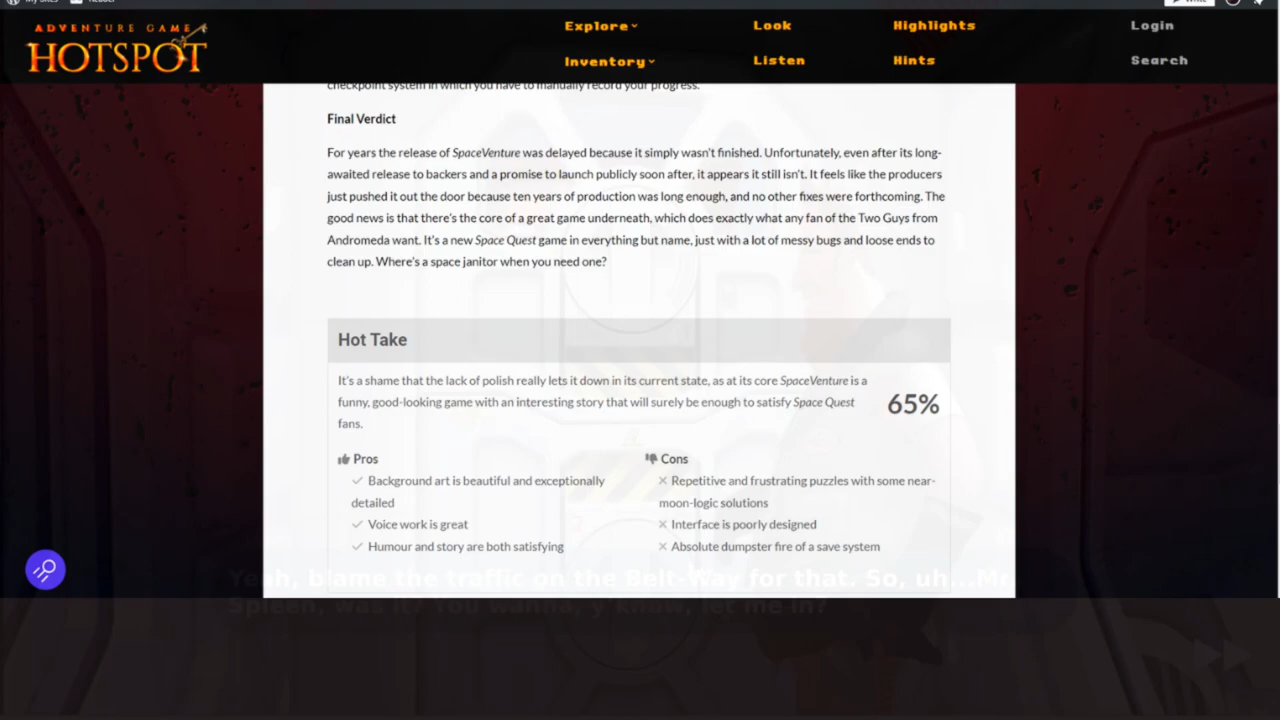 My Sites Reader Write
ADVENTURE GAME
HOTSPOT
Explore Look Highlights Login
Inventory Listen Hints Search
checkpoint system in which you have to manually record your progress.
Final Verdict
For years the release of SpaceVenture was delayed because it simply wasn't finished. Unfortunately, even after its long-
awaited release to backers and a promise to launch publicly soon after, it appears it still isn't. It feels like the producers
just pushed it out the door because ten years of production was long enough, and no other fixes were forthcoming. The
good news is that there's the core of a great game underneath, which does exactly what any fan of the Two Guys from
Andromeda want. It's a new Space Quest game in everything but name, just with a lot of messy bugs and loose ends to
clean up. Where's a space janitor when you need one?
Hot Take
It's a shame that the lack of polish really lets it down in its current state, as at its core SpaceVenture is a
funny, good-looking game with an interesting story that will surely be enough to satisfy Space Quest
fans.
65%
Pros
Background art is beautiful and exceptionally
detailed
Voice work is great
Humour and story are both satisfying
Cons
Repetitive and frustrating puzzles with some near-
moon-logic solutions
Interface is poorly designed
Absolute dumpster fire of a save system
Yeah, blame the traffic on the Belt-Way for that. So, uh...Mr
Spleen, was it? You wanna, y'know, let me in?